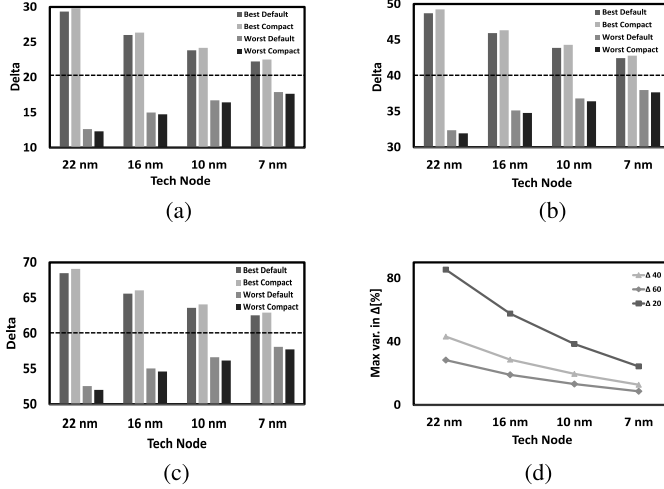 30
25
20
15
10
Delta
Best Default
Best Compact
Worst Default
Worst Compact
22 nm 16 nm 10 nm 7 nm
Tech Node
(a)
50
45
40
35
30
Delta
Best Default
Best Compact
Worst Default
Worst Compact
22 nm 16 nm 10 nm 7 nm
Tech Node
(b)
70
65
60
55
50
Delta
Best Default
Best Compact
Worst Default
Worst Compact
22 nm 16 nm 10 nm 7 nm
Tech Node
(c)
80
40
0
Max var. in Δ[%]
Δ 40
Δ 60
Δ 20
22 nm 16 nm 10 nm 7 nm
Tech Node
(d)